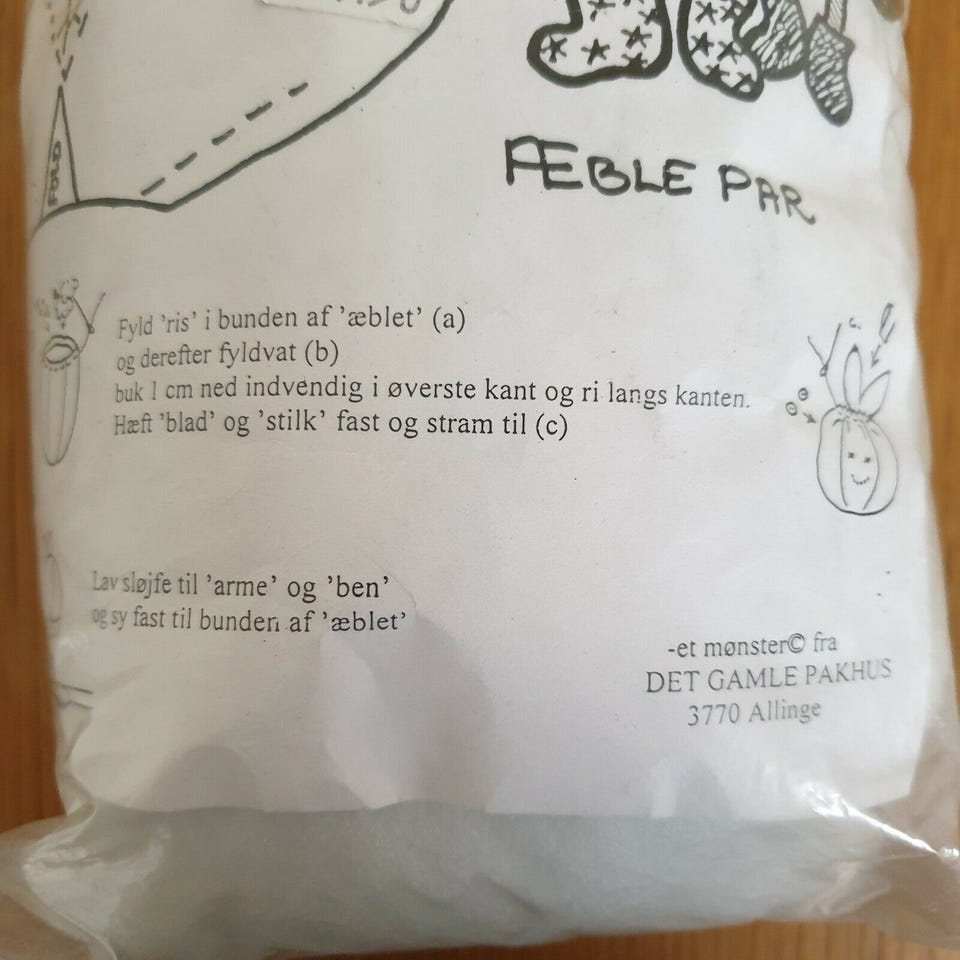 FOLD
ÆBLE PAR
Fyld 'ris' i bunden af 'æblet' (a)
og derefter fyldvat (b)
buk 1 cm ned indvendig i øverste kant og ri langs kanten.
Hæft 'blad' og 'stilk' fast og stram til (c)
c.
Lav sløjfe til 'arme' og 'ben'
og sy fast til bunden af 'æblet'
-et mønster© fra
DET GAMLE PAKHUS
3770 Allinge